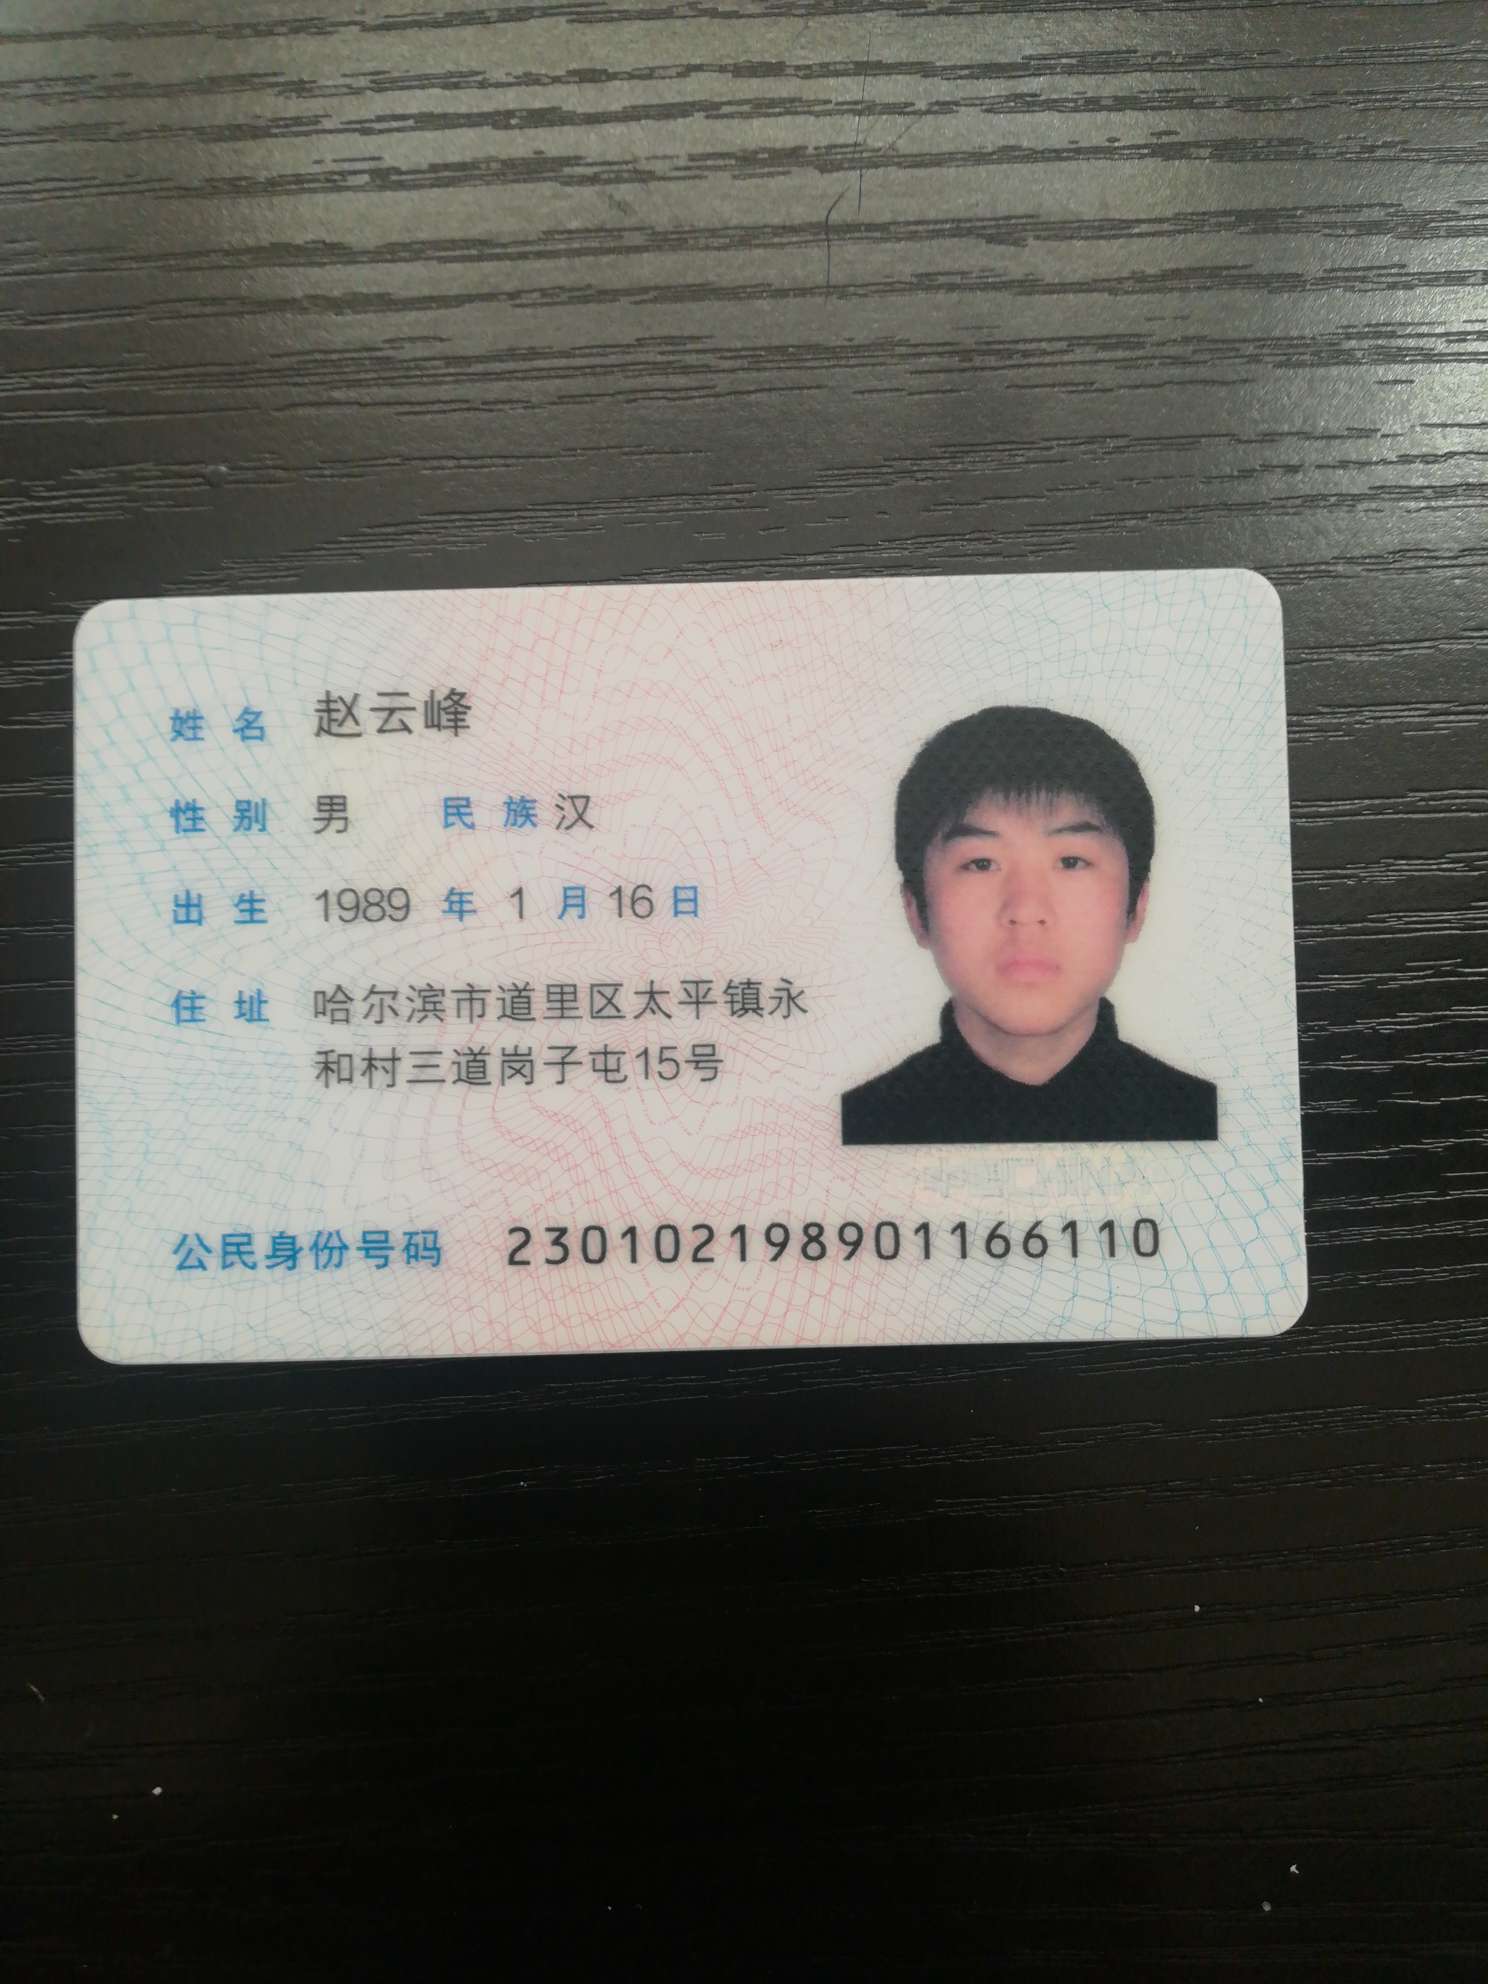 姓名 赵云峰
性别 男 民族 汉
出生 1989 年 1 月 16 日
住址 哈尔滨市道里区太平镇永
和村三道岗子屯15号
公民身份号码 230102198901166110